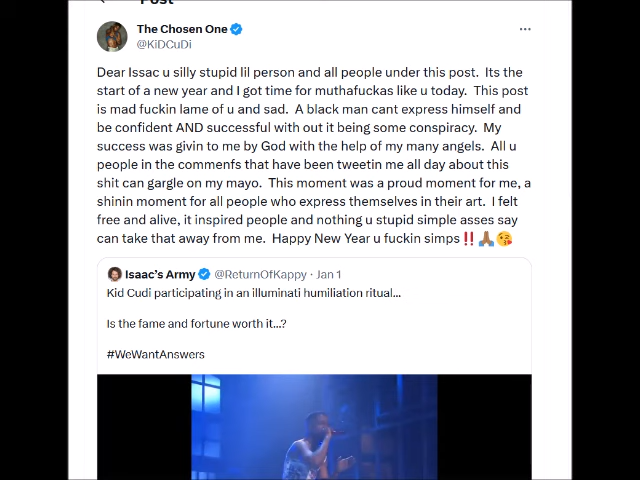 Post
The Chosen One
@KiDCuDi
Dear Issac u silly stupid lil person and all people under this post. Its the
start of a new year and I got time for muthafuckas like u today. This post
is mad fuckin lame of u and sad. A black man cant express himself and
be confident AND successful with out it being some conspiracy. My
success was givin to me by God with the help of my many angels. All u
people in the commenfs that have been tweetin me all day about this
shit can gargle on my mayo. This moment was a proud moment for me, a
shinin moment for all people who express themselves in their art. I felt
free and alive, it inspired people and nothing u stupid simple asses say
can take that away from me. Happy New Year u fuckin simps‼️🙏🏾😘
Isaac's Army @ReturnOfKappy · Jan 1
Kid Cudi participating in an illuminati humiliation ritual...
Is the fame and fortune worth it...?
#WeWantAnswers